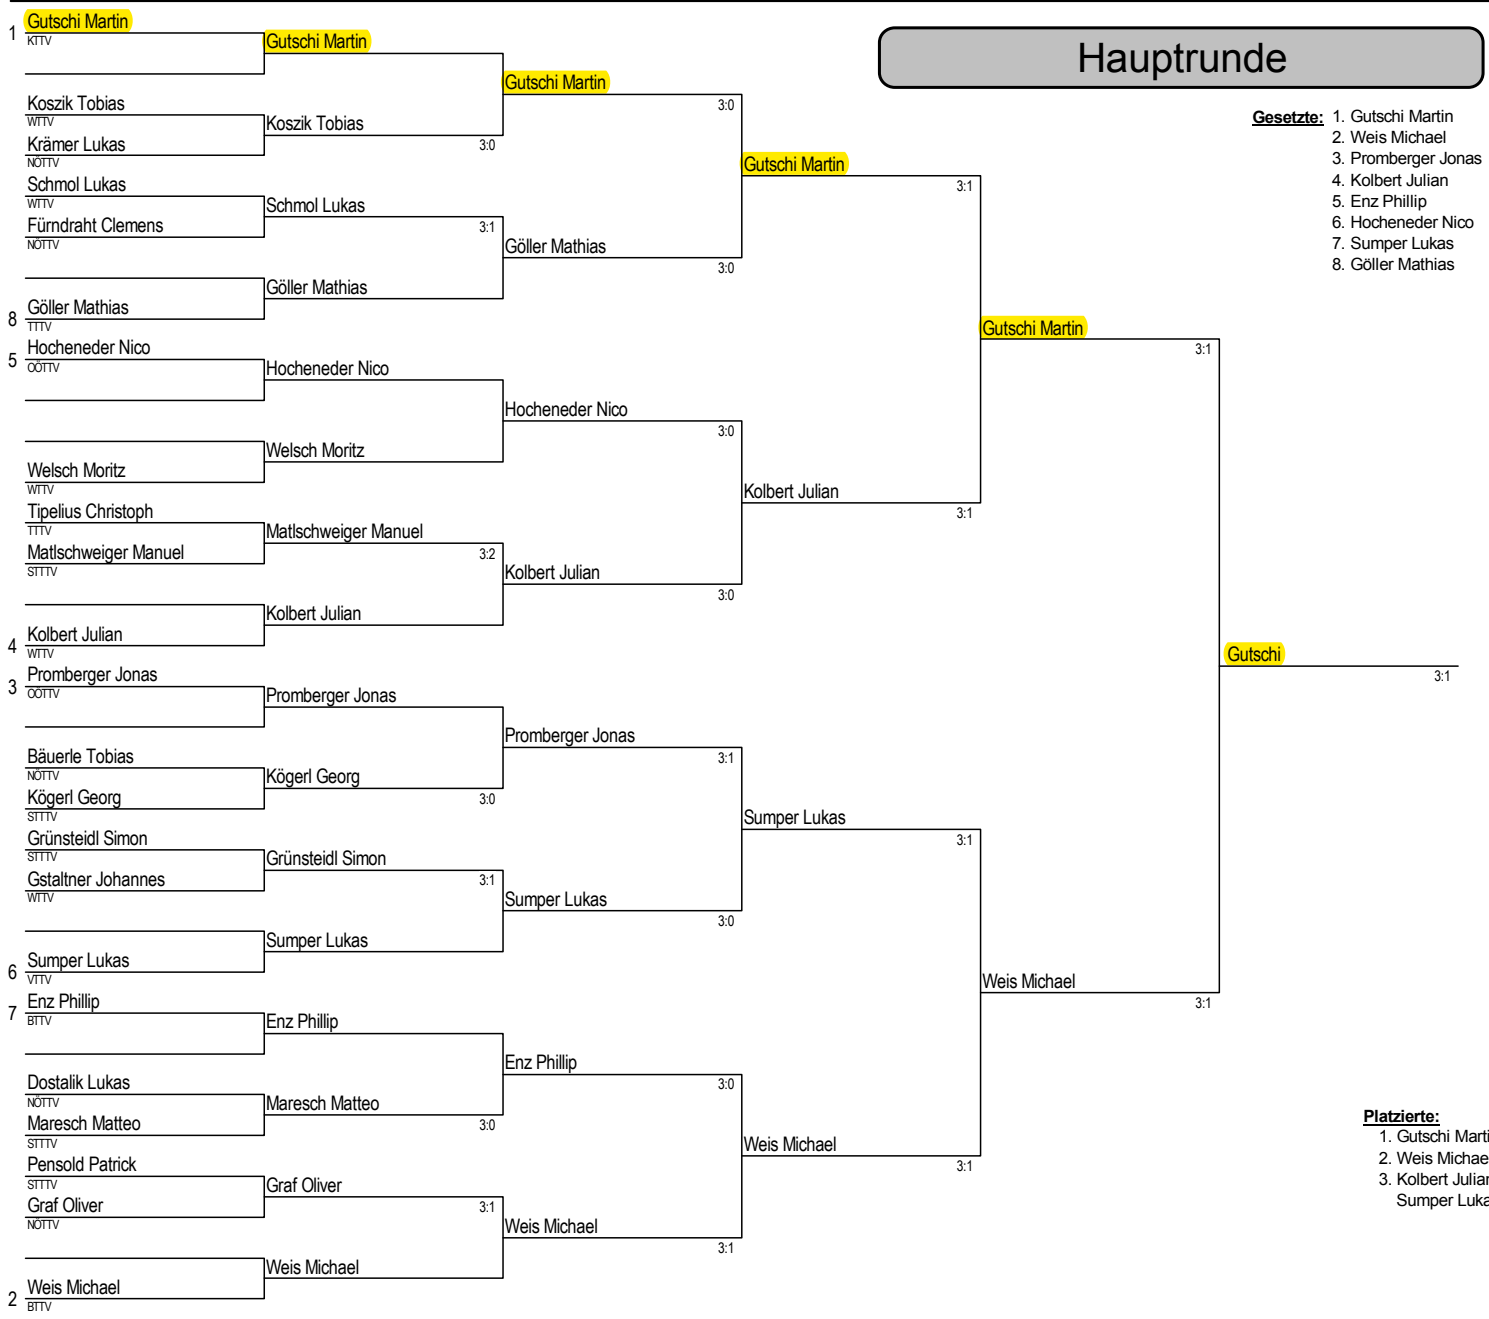 Hauptrunde
Gesetzte: 1. Gutschi Martin
2. Weis Michael
3. Promberger Jonas
4. Kolbert Julian
5. Enz Phillip
6. Hocheneder Nico
7. Sumper Lukas
8. Göller Mathias
1 Gutschi Martin
KTTV
Koszik Tobias
WTTV
Krämer Lukas
NÖTTV
Schmol Lukas
WTTV
Fürndraht Clemens
NÖTTV
8 Göller Mathias
TTTV
5 Hocheneder Nico
OÖTTV
Welsch Moritz
WTTV
Tipelius Christoph
TTTV
Matlschweiger Manuel
STTTV
4 Kolbert Julian
WTTV
3 Promberger Jonas
OÖTTV
Bäuerle Tobias
NÖTTV
Kögerl Georg
STTTV
Grünsteidl Simon
STTTV
Gstaltner Johannes
WTTV
6 Sumper Lukas
VTTV
7 Enz Phillip
BTTV
Dostalik Lukas
NÖTTV
Maresch Matteo
STTTV
Pensold Patrick
STTTV
Graf Oliver
NÖTTV
2 Weis Michael
BTTV
Gutschi Martin
Koszik Tobias
3:0
Schmol Lukas
3:1
Göller Mathias
Hocheneder Nico
Welsch Moritz
Matlschweiger Manuel
3:2
Kolbert Julian
Promberger Jonas
Kögerl Georg
3:0
Grünsteidl Simon
3:1
Sumper Lukas
Enz Phillip
Maresch Matteo
3:0
Graf Oliver
3:1
Weis Michael
Gutschi Martin
3:0
Göller Mathias
3:0
Hocheneder Nico
3:0
Kolbert Julian
3:0
Promberger Jonas
3:1
Sumper Lukas
3:0
Enz Phillip
3:0
Weis Michael
3:1
Gutschi Martin
3:1
Kolbert Julian
3:1
Sumper Lukas
3:1
Weis Michael
3:1
Gutschi Martin
3:1
Weis Michael
3:1
Gutschi
3:1
Platzierte:
1. Gutschi Marti
2. Weis Michae
3. Kolbert Julian
Sumper Luka